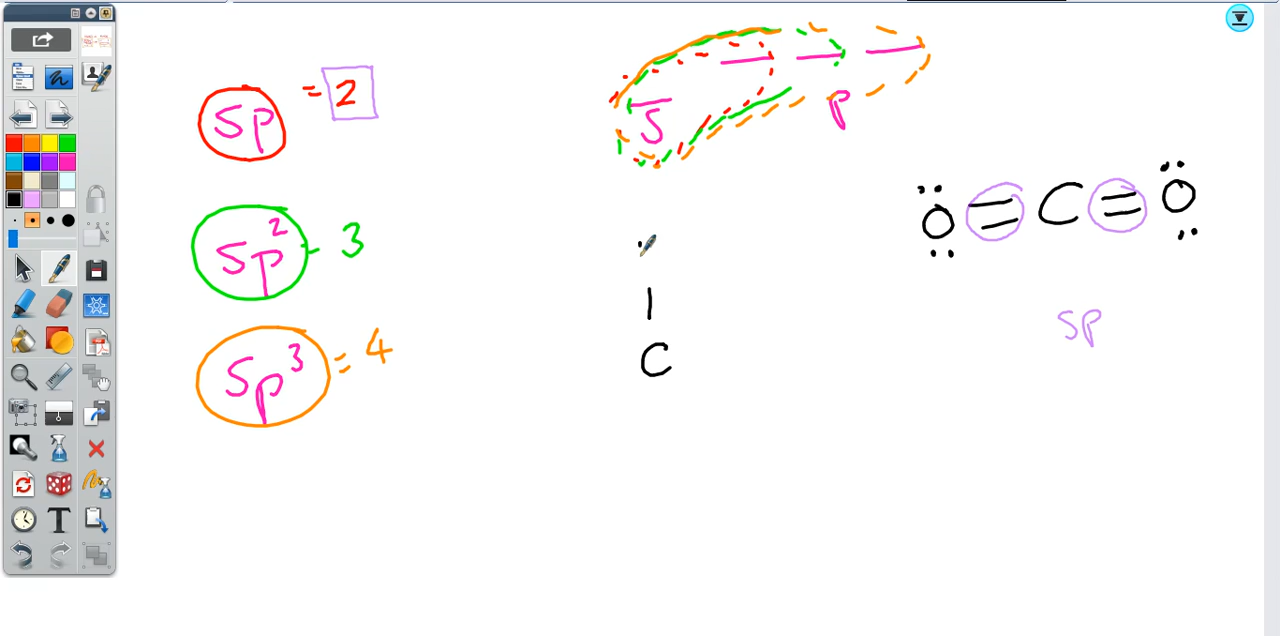 sp = 2
sp² - 3
sp³ = 4
S p
:O: = C = :O:
sp
C
T